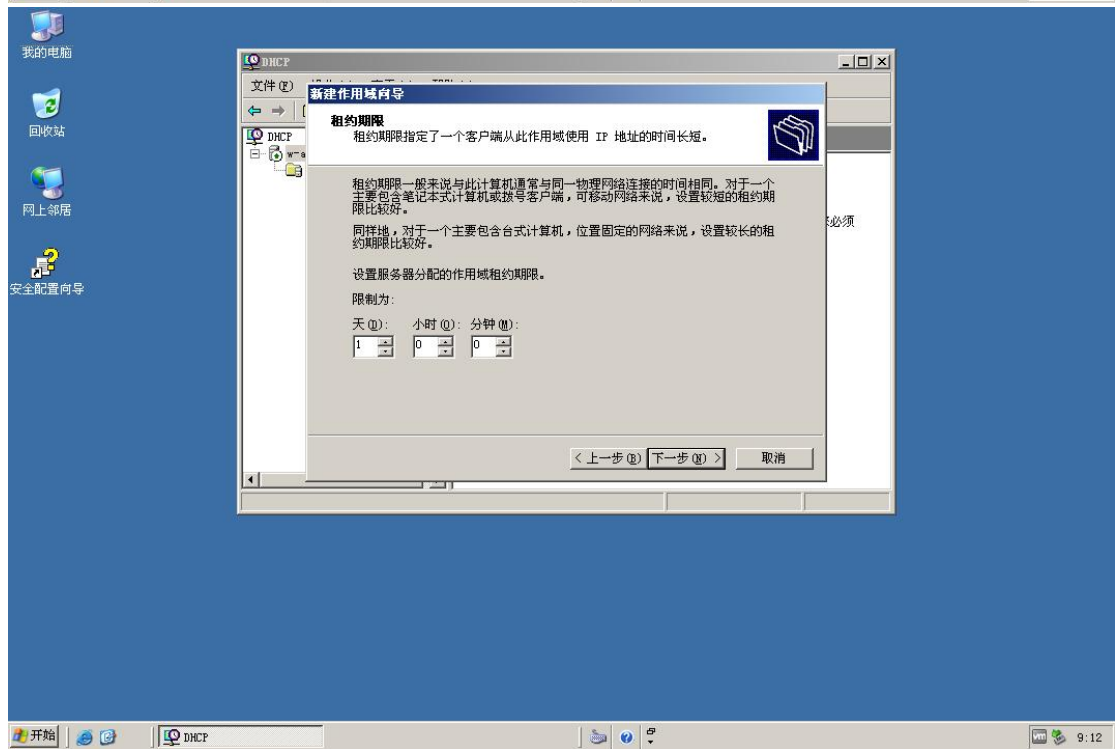 我的电脑
回收站
网上邻居
安全配置向导
DHCP
文件(F)
DHCP
新建作用域向导
租约期限
租约期限指定了一个客户端从此作用域使用 IP 地址的时间长短。
租约期限一般来说与此计算机通常与同一物理网络连接的时间相同。对于一个
主要包含笔记本式计算机或拨号客户端，可移动网络来说，设置较短的租约期
限比较好。
同样地，对于一个主要包含台式计算机，位置固定的网络来说，设置较长的租
约期限比较好。
设置服务器分配的作用域租约期限。
限制为:
天(D): 小时(O): 分钟(M):
1 0 0
< 上一步(B) 下一步(N) > 取消
必须
开始 DHCP 9:12